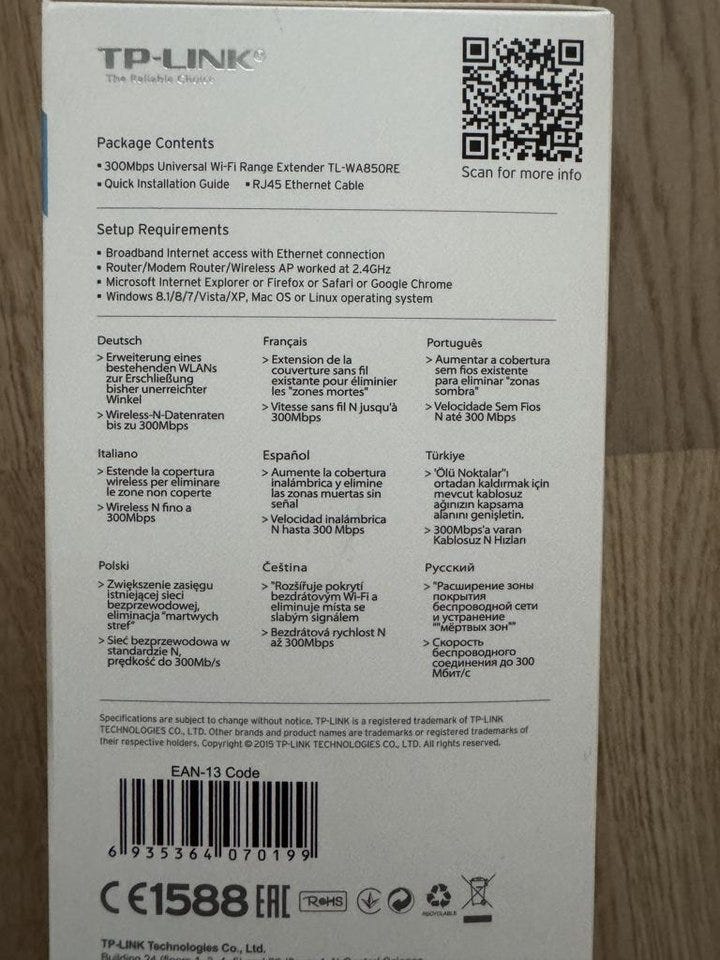 TP-LINK®
The Reliable Choice
Scan for more info
Package Contents
▪ 300Mbps Universal Wi-Fi Range Extender TL-WA850RE
▪ Quick Installation Guide ▪ RJ45 Ethernet Cable
Setup Requirements
▪ Broadband Internet access with Ethernet connection
▪ Router/Modem Router/Wireless AP worked at 2.4GHz
▪ Microsoft Internet Explorer or Firefox or Safari or Google Chrome
▪ Windows 8.1/8/7/Vista/XP, Mac OS or Linux operating system
Deutsch
> Erweiterung eines
bestehenden WLANs
zur Erschließung
bisher unerreichter
Winkel
> Wireless-N-Datenraten
bis zu 300Mbps
Français
> Extension de la
couverture sans fil
existante pour éliminier
les "zones mortes"
> Vitesse sans fil N jusqu'à
300Mbps
Português
> Aumentar a cobertura
sem fios existente
para eliminar "zonas
sombra"
> Velocidade Sem Fios
N até 300 Mbps
Italiano
> Estende la copertura
wireless per eliminare
le zone non coperte
> Wireless N fino a
300Mbps
Español
> Aumente la cobertura
inalámbrica y elimine
las zonas muertas sin
señal
> Velocidad inalámbrica
N hasta 300 Mbps
Türkiye
> 'Ölü Noktalar"ı
ortadan kaldırmak için
mevcut kablosuz
ağınızın kapsama
alanını genişletin.
> 300Mbps'a varan
Kablosuz N Hızları
Polski
> Zwiększenie zasięgu
istniejącej sieci
bezprzewodowej,
eliminacja "martwych
stref"
> Sieć bezprzewodowa w
standardzie N,
prędkość do 300Mb/s
Čeština
> "Rozšiřuje pokrytí
bezdrátovým Wi-Fi a
eliminuje místa se
slabým signálem
> Bezdrátová rychlost N
až 300Mbps
Русский
> "Расширение зоны
покрытия
беспроводной сети
и устранение
""мёртвых зон""
> Скорость
беспроводного
соединения до 300
Мбит/с
Specifications are subject to change without notice. TP-LINK is a registered trademark of TP-LINK
TECHNOLOGIES CO., LTD. Other brands and product names are trademarks or registered trademarks of
their respective holders. Copyright © 2015 TP-LINK TECHNOLOGIES CO., LTD. All rights reserved.
EAN-13 Code
6 935364 070199
CE1588 EAC RoHS RECYCLABLE
TP-LINK Technologies Co., Ltd.
Building 24